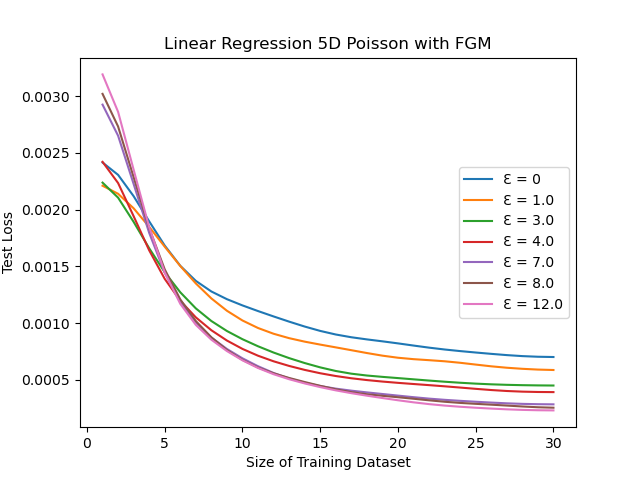 Linear Regression 5D Poisson with FGM
Test Loss
0.0030
0.0025
0.0020
0.0015
0.0010
0.0005
0 5 10 15 20 25 30
Size of Training Dataset
Ɛ = 0
Ɛ = 1.0
Ɛ = 3.0
Ɛ = 4.0
Ɛ = 7.0
Ɛ = 8.0
Ɛ = 12.0